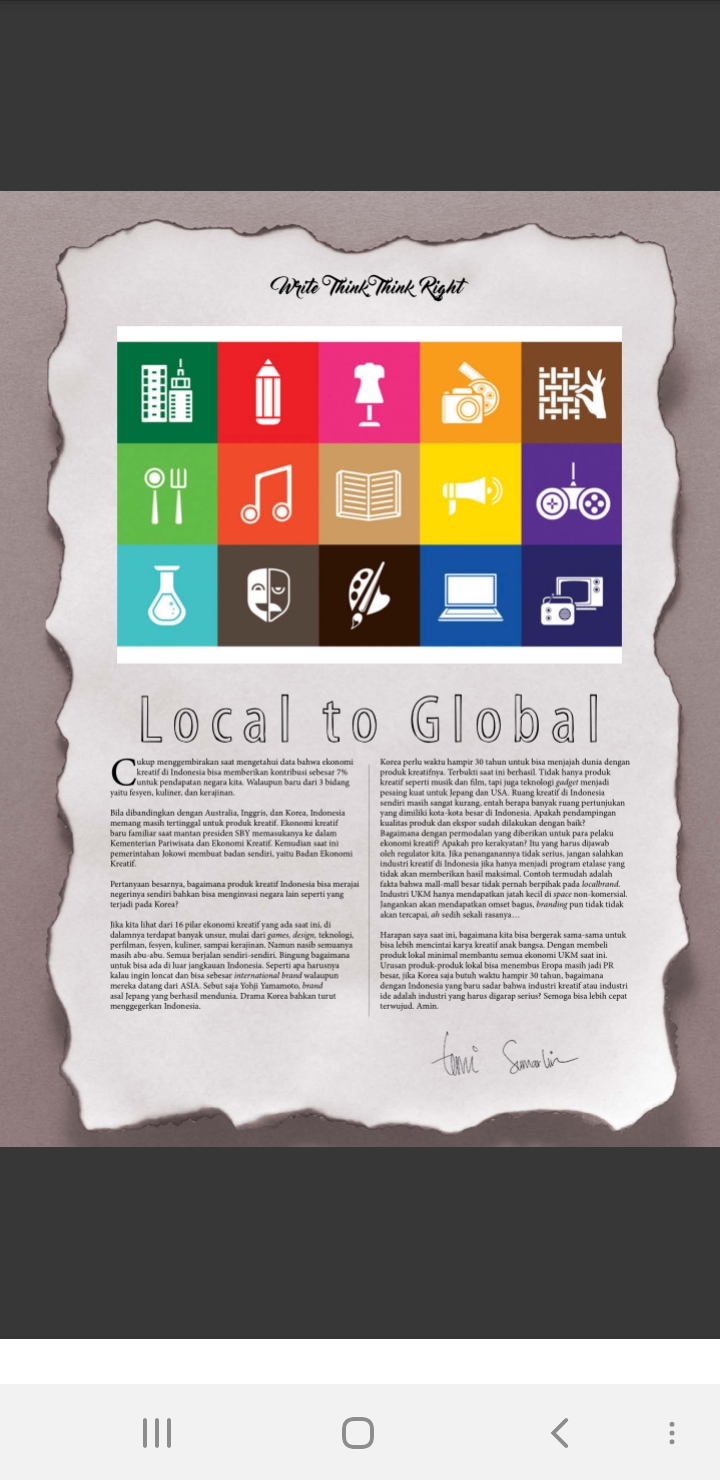 Write Think Think Right
Local to Global
Cukup menggembirakan saat mengetahui data bahwa ekonomi
kreatif di Indonesia bisa memberikan kontribusi sebesar 7%
untuk pendapatan negara kita. Walaupun baru dari 3 bidang
yaitu fesyen, kuliner, dan kerajinan.
Bila dibandingkan dengan Australia, Inggris, dan Korea, Indonesia
memang masih tertinggal untuk produk kreatif. Ekonomi kreatif
baru familiar saat mantan presiden SBY memasukanya ke dalam
Kementerian Pariwisata dan Ekonomi Kreatif. Kemudian saat ini
pemerintahan Jokowi membuat badan sendiri, yaitu Badan Ekonomi
Kreatif.
Pertanyaan besarnya, bagaimana produk kreatif Indonesia bisa merajai
negerinya sendiri bahkan bisa menginvasi negara lain seperti yang
terjadi pada Korea?
Jika kita lihat dari 16 pilar ekonomi kreatif yang ada saat ini, di
dalamnya terdapat banyak unsur, mulai dari games, design, teknologi,
perfilman, fesyen, kuliner, sampai kerajinan. Namun nasib semuanya
masih abu-abu. Semua berjalan sendiri-sendiri. Bingung bagaimana
untuk bisa ada di luar jangkauan Indonesia. Seperti apa harusnya
kalau ingin loncat dan bisa sebesar international brand walaupun
mereka datang dari ASIA. Sebut saja Yohji Yamamoto, brand
asal Jepang yang berhasil mendunia. Drama Korea bahkan turut
menggegerkan Indonesia.
Korea perlu waktu hampir 30 tahun untuk bisa menjajah dunia dengan
produk kreatifnya. Terbukti saat ini berhasil. Tidak hanya produk
kreatif seperti musik dan film, tapi juga teknologi gadget menjadi
pesaing kuat untuk Jepang dan USA. Ruang kreatif di Indonesia
sendiri masih sangat kurang, entah berapa banyak ruang pertunjukan
yang dimiliki kota-kota besar di Indonesia. Apakah pendampingan
kualitas produk dan ekspor sudah dilakukan dengan baik?
Bagaimana dengan permodalan yang diberikan untuk para pelaku
ekonomi kreatif? Apakah pro kerakyatan? Itu yang harus dijawab
oleh regulator kita. Jika penanganannya tidak serius, jangan salahkan
industri kreatif di Indonesia jika hanya menjadi program etalase yang
tidak akan memberikan hasil maksimal. Contoh termudah adalah
fakta bahwa mall-mall besar tidak pernah berpihak pada localbrand.
Industri UKM hanya mendapatkan jatah kecil di space non-komersial.
Jangankan akan mendapatkan omset bagus, branding pun tidak tidak
akan tercapai, ah sedih sekali rasanya…
Harapan saya saat ini, bagaimana kita bisa bergerak sama-sama untuk
bisa lebih mencintai karya kreatif anak bangsa. Dengan membeli
produk lokal minimal membantu semua ekonomi UKM saat ini.
Urusan produk-produk lokal bisa menembus Eropa masih jadi PR
besar, jika Korea saja butuh waktu hampir 30 tahun, bagaimana
dengan Indonesia yang baru sadar bahwa industri kreatif atau industri
ide adalah industri yang harus digarap serius? Semoga bisa lebih cepat
terwujud. Amin.